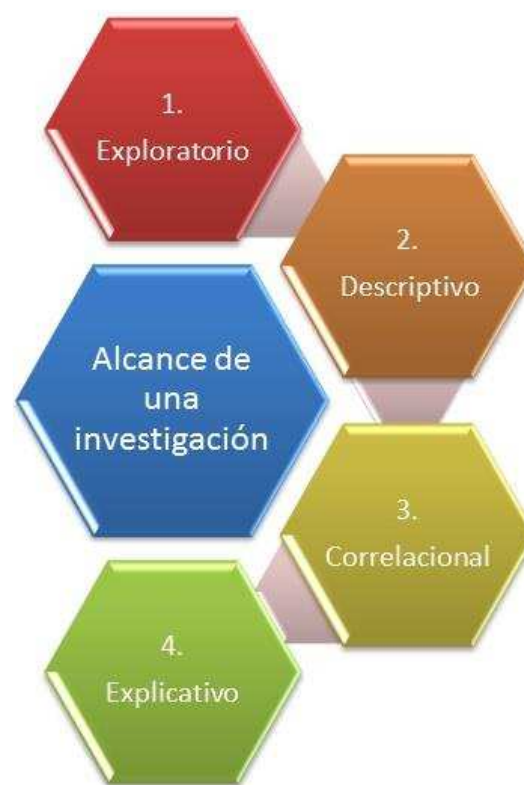 1.
Exploratorio
2.
Descriptivo
Alcance de
una
investigación
3.
Correlacional
4.
Explicativo